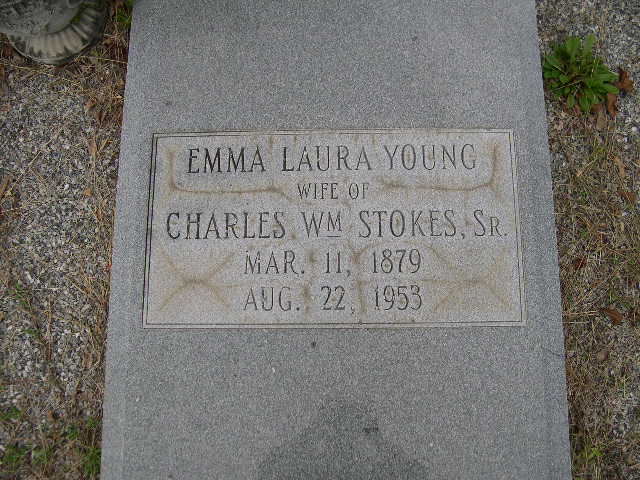 EMMA LAURA YOUNG
WIFE OF
CHARLES WM STOKES, SR.
MAR. 11, 1879
AUG. 22, 1953